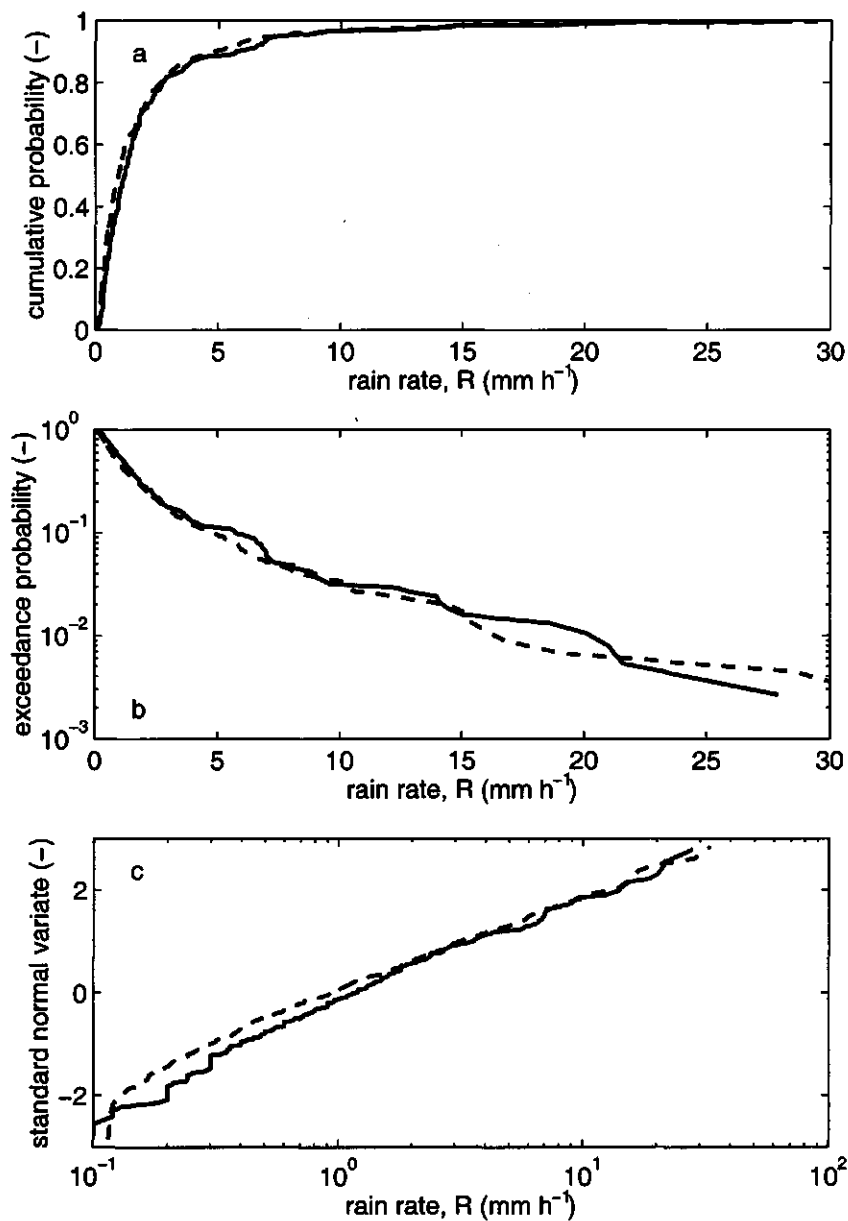 a
cumulative probability (−)
1
0.8
0.6
0.4
0.2
0
0 5 10 15 20 25 30
rain rate, R (mm h⁻¹)
b
exceedance probability (−)
10⁰
10⁻¹
10⁻²
10⁻³
0 5 10 15 20 25 30
rain rate, R (mm h⁻¹)
c
standard normal variate (−)
2
0
−2
10⁻¹ 10⁰ 10¹ 10²
rain rate, R (mm h⁻¹)